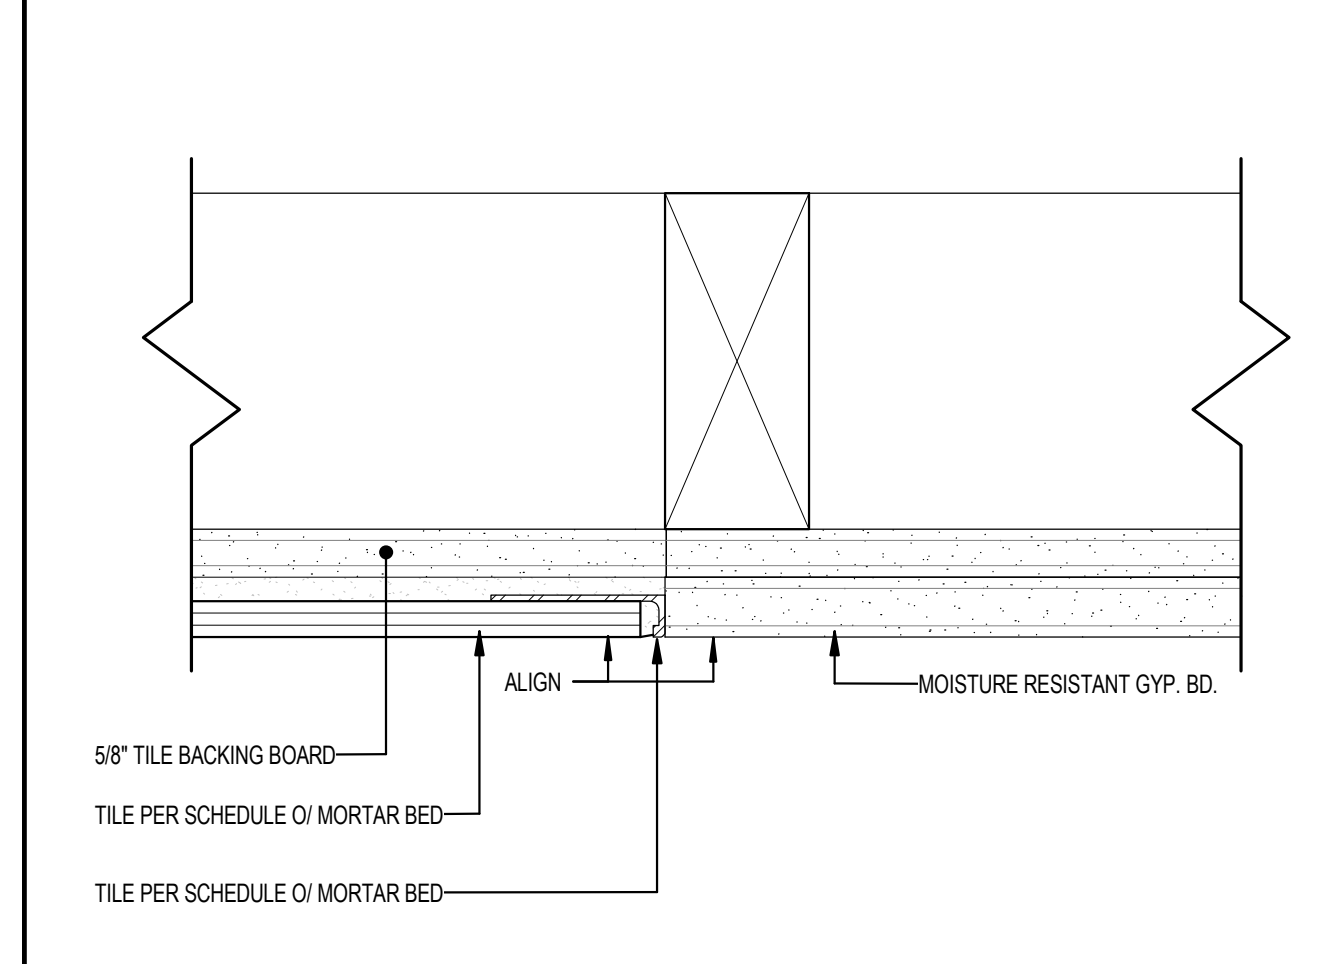 ALIGN
MOISTURE RESISTANT GYP. BD.
5/8" TILE BACKING BOARD
TILE PER SCHEDULE O/ MORTAR BED
TILE PER SCHEDULE O/ MORTAR BED